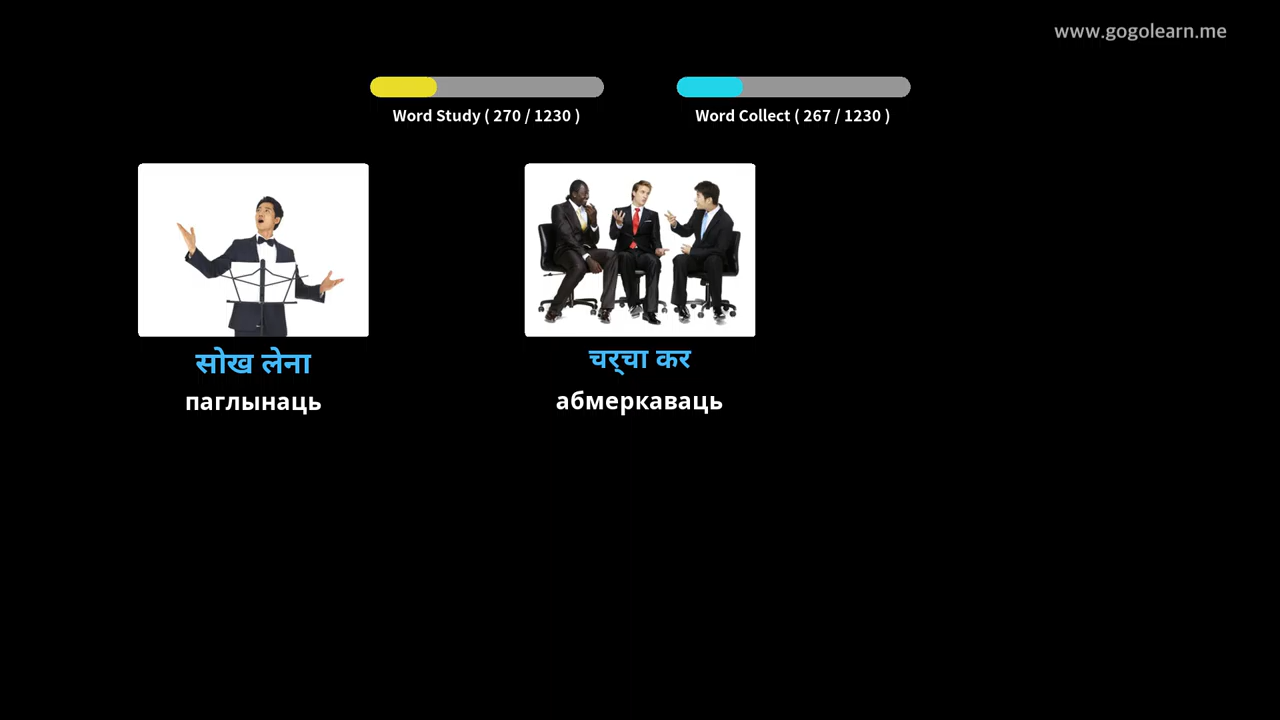 www.gogolearn.me
Word Study ( 270 / 1230 )
Word Collect ( 267 / 1230 )
सोख लेना
паглынаць
चर्‍चा कर
абмеркаваць